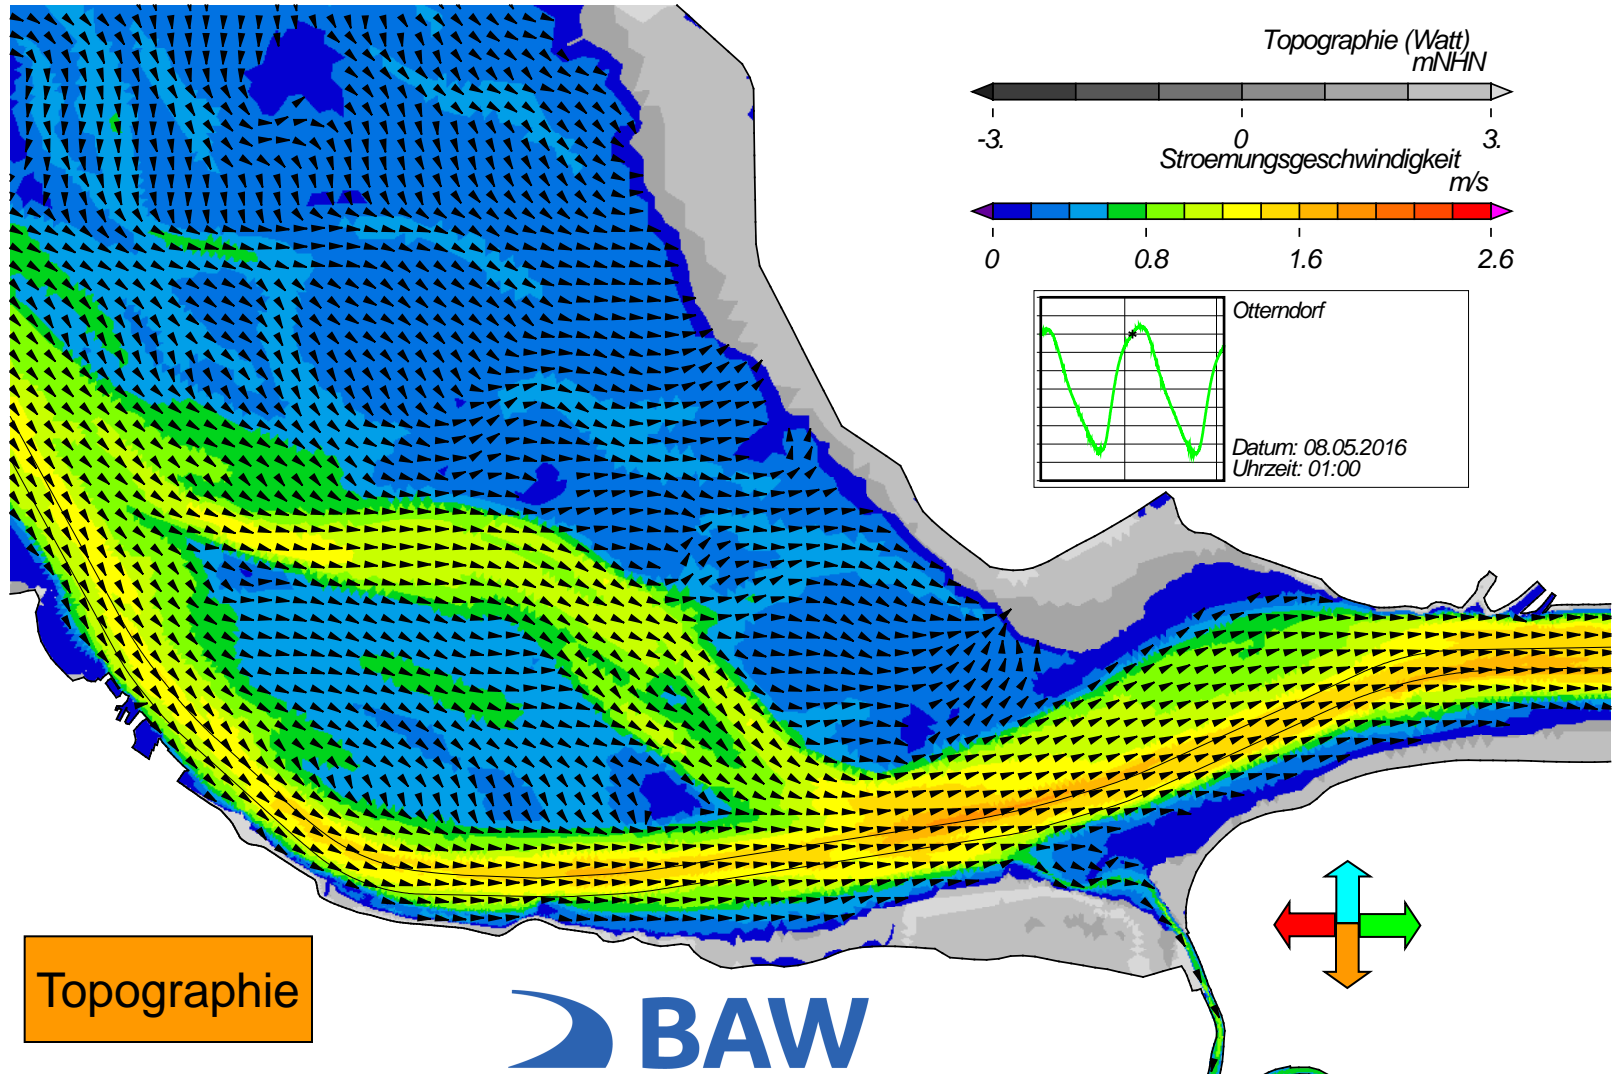 Topographie (Watt)
mNHN
-3. 0 3.
Stroemungsgeschwindigkeit
m/s
0 0.8 1.6 2.6
Otterndorf
Datum: 08.05.2016
Uhrzeit: 01:00
Topographie
BAW